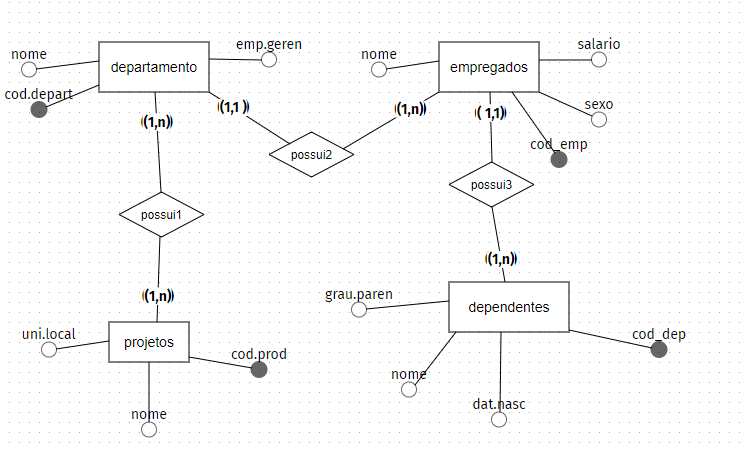 emp.geren
salario
nome
nome
departamento
empregados
cod.depart
(1,1 )
(1,n)
sexo
(1,n)
( 1,1)
cod_emp
possui2
possui3
possui1
(1,n)
(1,n)
grau.paren
dependentes
uni.local
projetos
cod.prod
cod_dep
nome
dat.nasc
nome